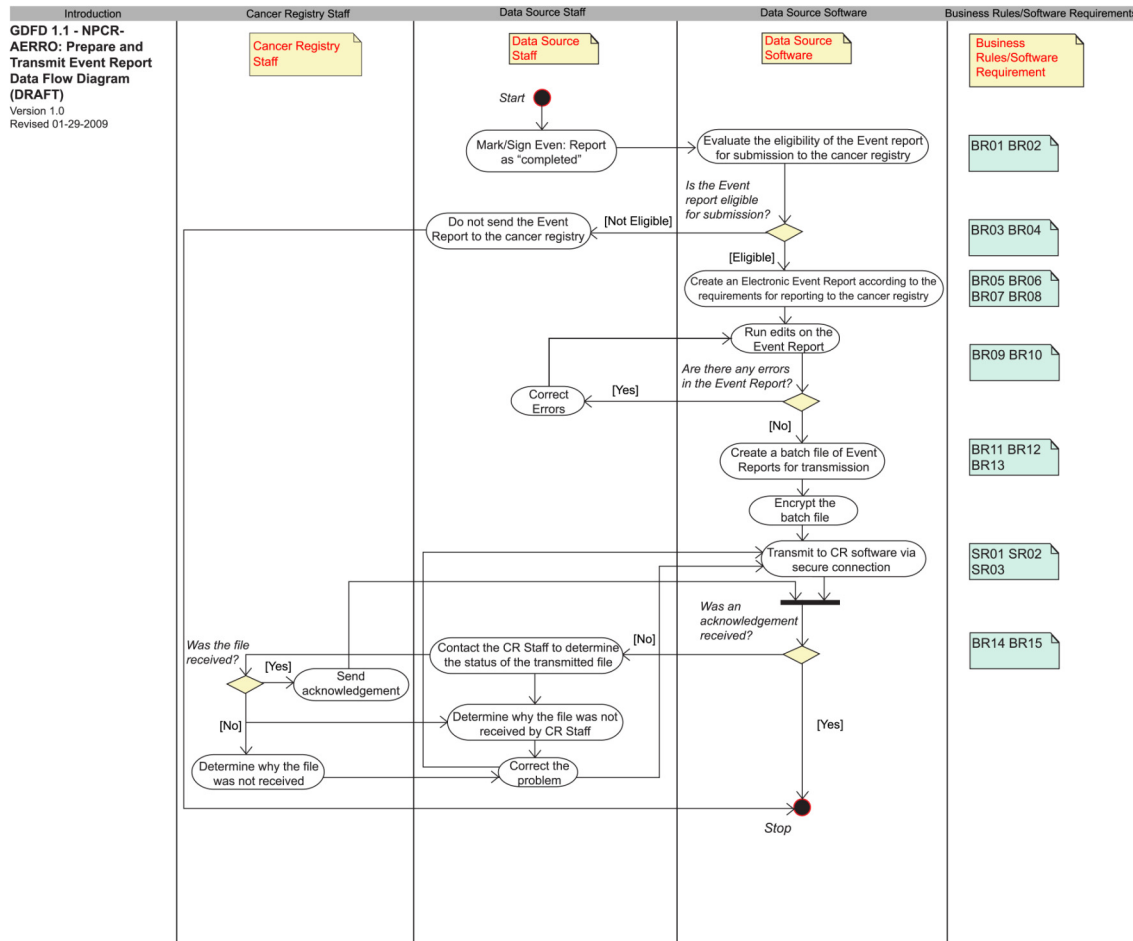 Introduction
Cancer Registry Staff
Data Source Staff
Data Source Software
Business Rules/Software Requirements
GDFD 1.1 - NPCR-
AERRO: Prepare and
Transmit Event Report
Data Flow Diagram
(DRAFT)
Version 1.0
Revised 01-29-2009
Cancer Registry
Staff
Data Source
Staff
Data Source
Software
Business
Rules/Software
Requirement
Start
Mark/Sign Even: Report
as “completed”
Evaluate the eligibility of the Event report
for submission to the cancer registry
BR01 BR02
Is the Event
report eligible
for submission?
Do not send the Event
Report to the cancer registry
[Not Eligible]
BR03 BR04
[Eligible]
Create an Electronic Event Report according to the
requirements for reporting to the cancer registry
BR05 BR06
BR07 BR08
Run edits on the
Event Report
BR09 BR10
Are there any errors
in the Event Report?
Correct
Errors
[Yes]
[No]
Create a batch file of Event
Reports for transmission
BR11 BR12
BR13
Encrypt the
batch file
Transmit to CR software via
secure connection
SR01 SR02
SR03
Was an
acknowledgement
received?
Was the file
received?
Contact the CR Staff to determine
the status of the transmitted file
[No]
BR14 BR15
[Yes]
Send
acknowledgement
[No]
Determine why the file was not
received by CR Staff
[Yes]
Determine why the file
was not received
Correct the
problem
Stop